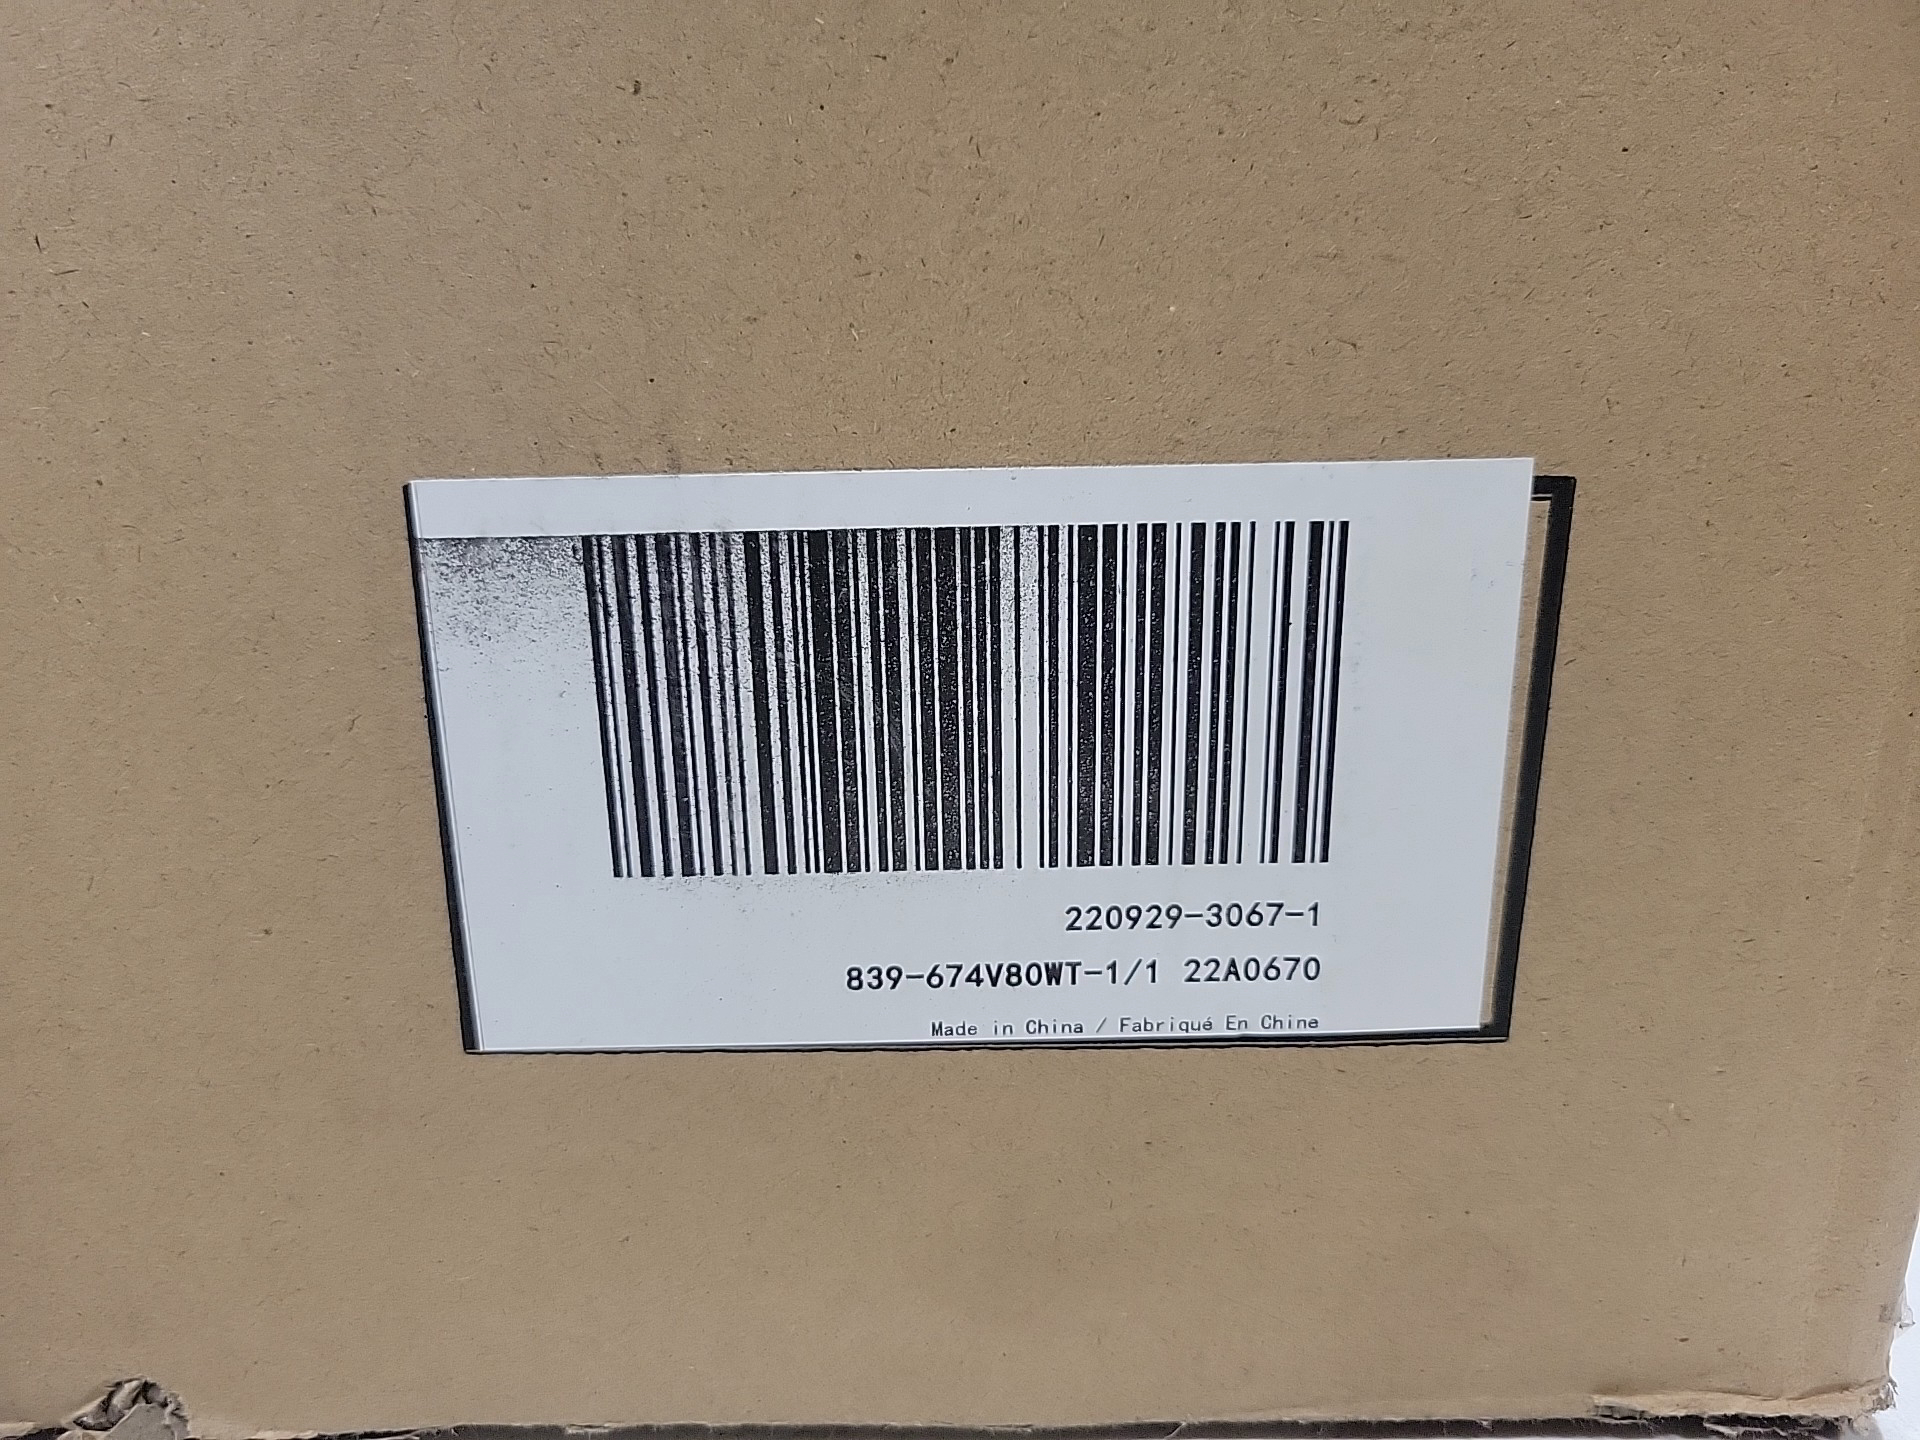 220929-3067-1
839-674V80WT-1/1 22A0670
Made in China / Fabriqué En Chine